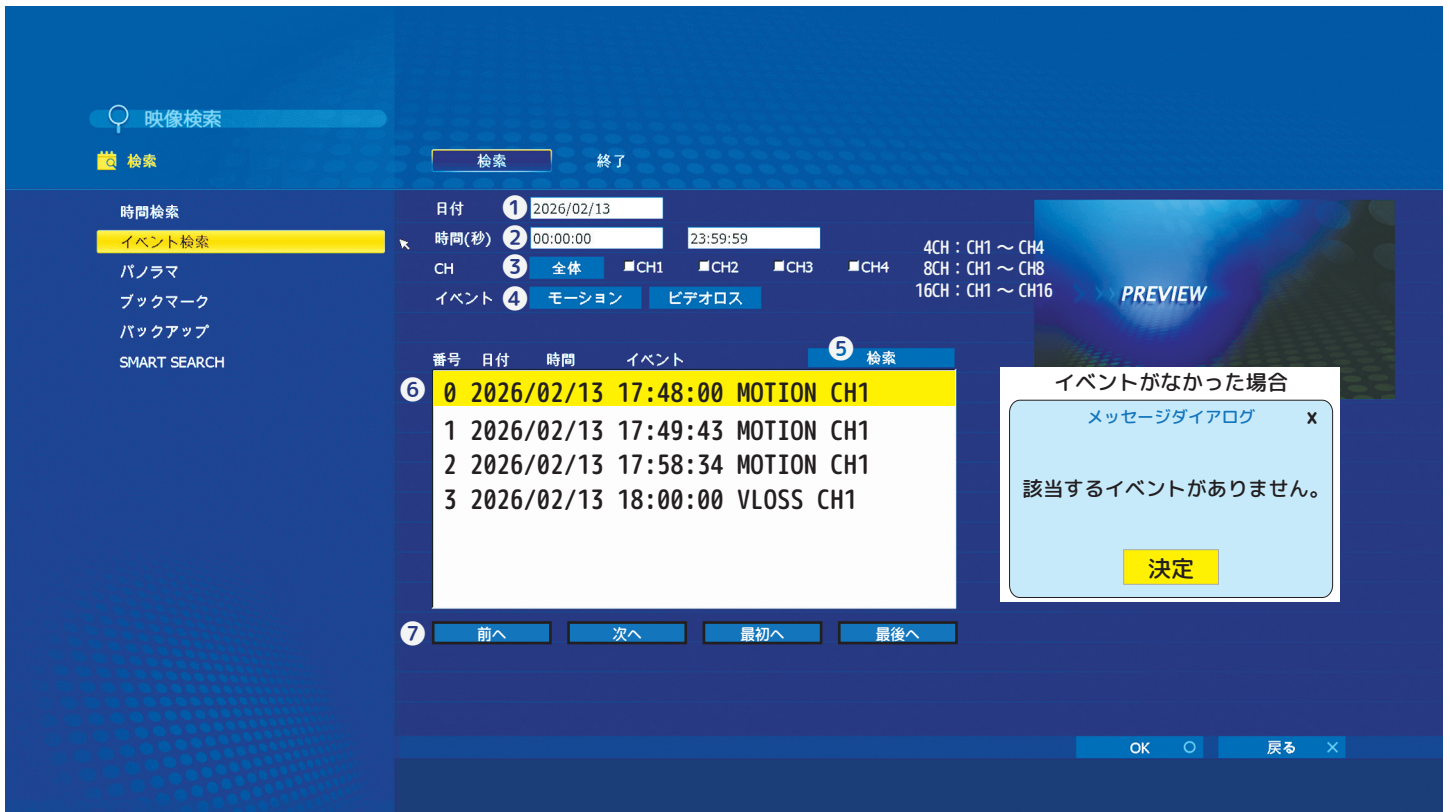 映像検索
検索
検索 終了
時間検索
イベント検索
パノラマ
ブックマーク
バックアップ
SMART SEARCH
日付 1 2026/02/13
時間(秒) 2 00:00:00 23:59:59
CH 3 全体 CH1 CH2 CH3 CH4
イベント 4 モーション ビデオロス
4CH：CH1 ～ CH4
8CH：CH1 ～ CH8
16CH：CH1 ～ CH16
PREVIEW
番号 日付 時間 イベント 5 検索
6 0 2026/02/13 17:48:00 MOTION CH1
1 2026/02/13 17:49:43 MOTION CH1
2 2026/02/13 17:58:34 MOTION CH1
3 2026/02/13 18:00:00 VLOSS CH1
イベントがなかった場合
メッセージダイアログ X
該当するイベントがありません。
決定
7 前へ 次へ 最初へ 最後へ
OK 戻る